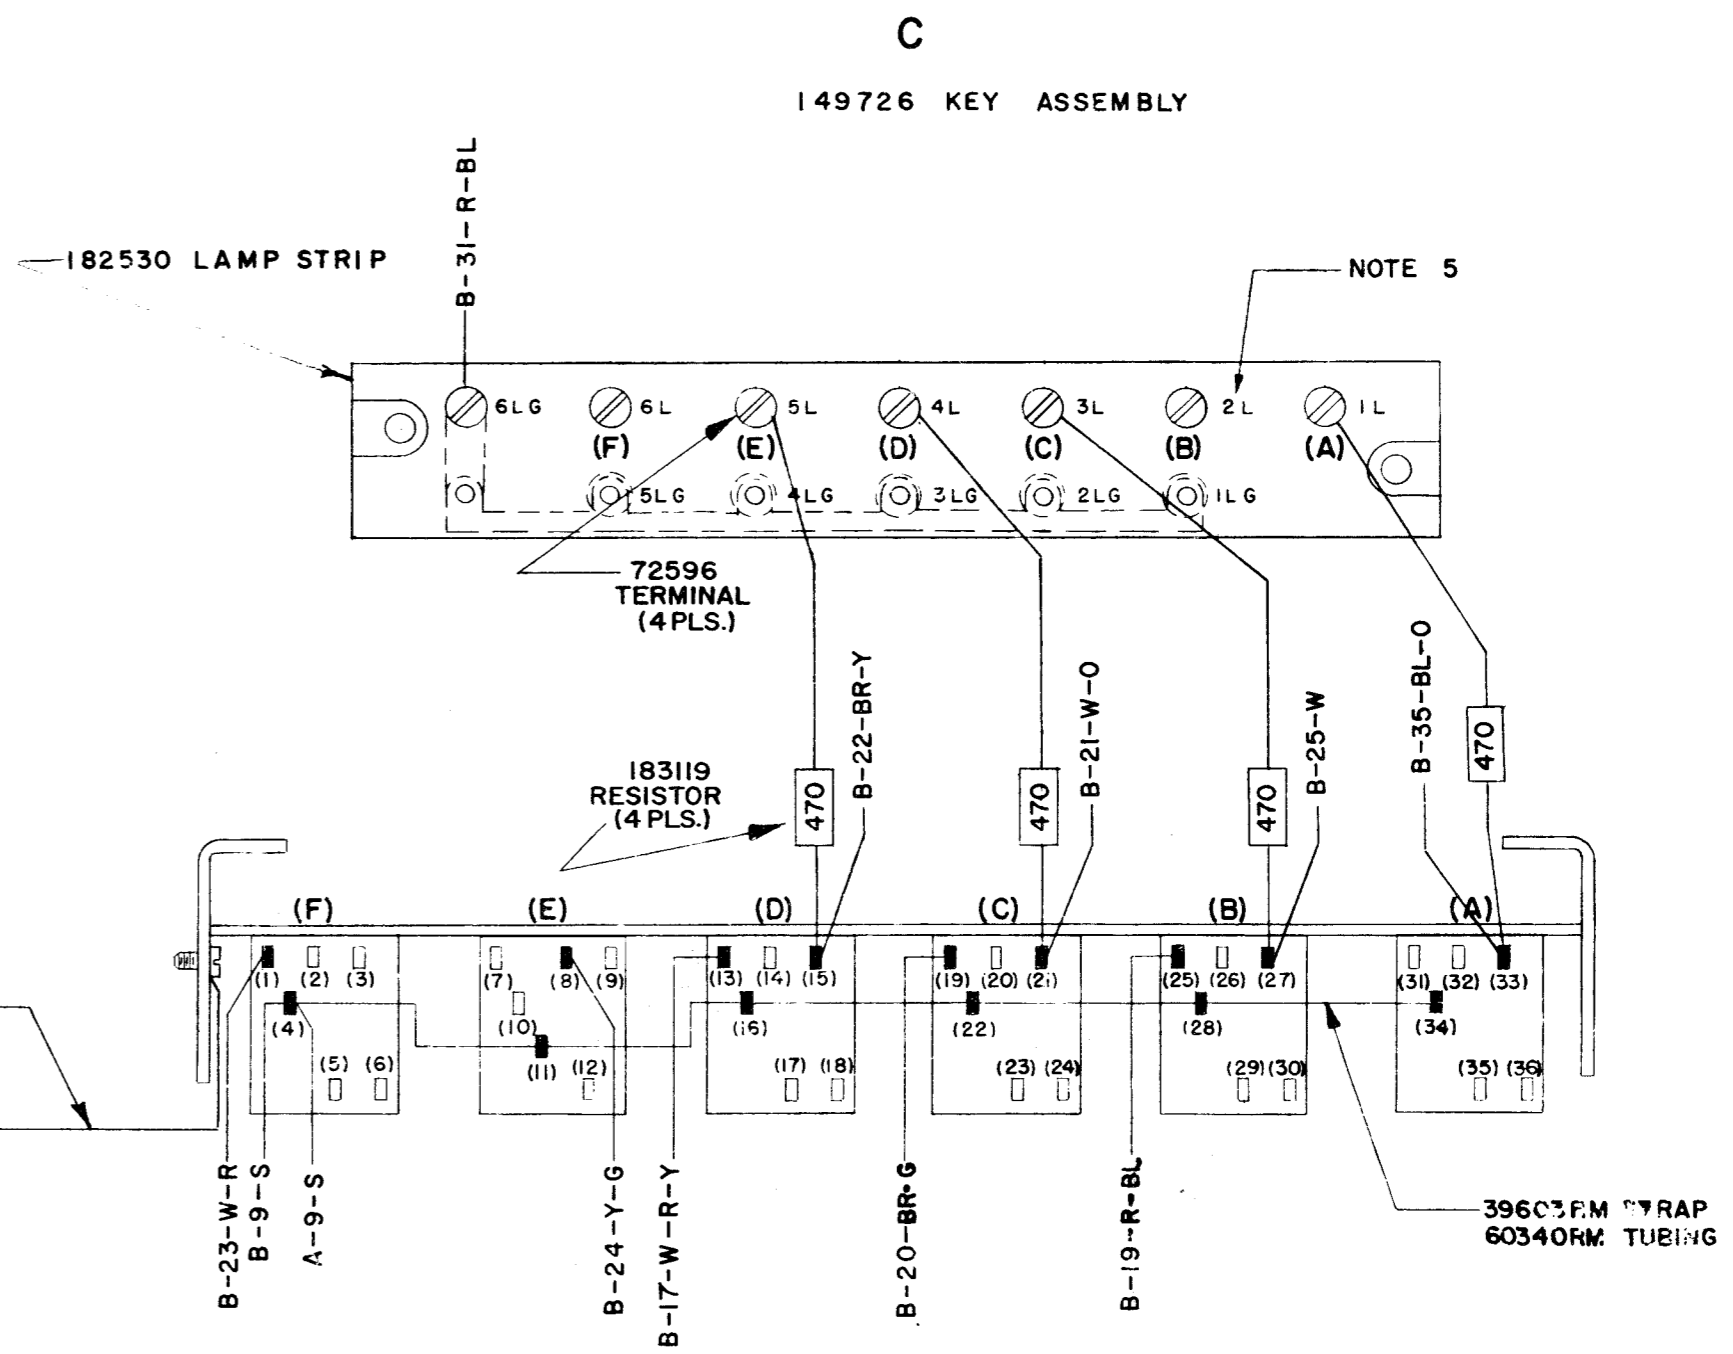 C
149726 KEY ASSEMBLY
B-31-R-BL
182530 LAMP STRIP
NOTE 5
6LG 6L 5L 4L 3L 2L 1L
(F) (E) (D) (C) (B) (A)
5LG 4LG 3LG 2LG 1LG
72596
TERMINAL
(4 PLS.)
B-22-BR-Y
B-21-W-O
B-25-W
B-35-BL-O
183119
RESISTOR
(4 PLS.)
470 470 470 470
(F) (E) (D) (C) (B) (A)
(1) (2) (3) (7) (8) (9) (13) (14) (15) (19) (20) (21) (25) (26) (27) (31) (32) (33)
(4) (10) (16) (22) (28) (34)
(5) (6) (11) (12) (17) (18) (23) (24) (29) (30) (35) (36)
B-23-W-R
B-9-S
A-9-S
B-24-Y-G
B-17-W-R-Y
B-20-BR-G
B-19-R-BL
39603RM STRAP
60340RM TUBING